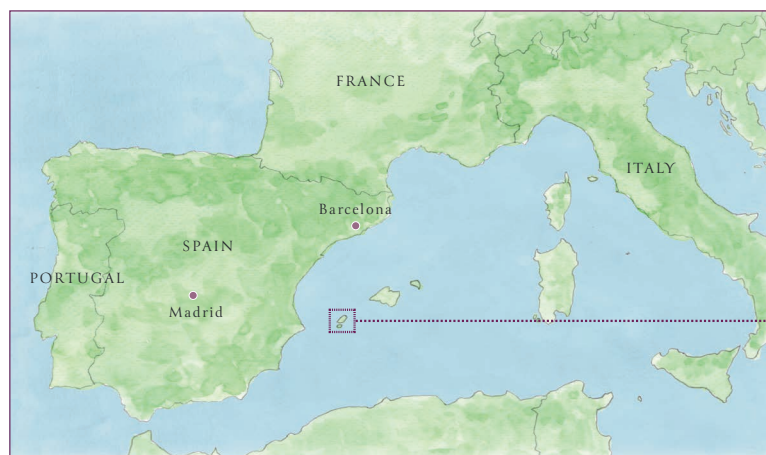 FRANCE
ITALY
Barcelona
SPAIN
PORTUGAL
Madrid